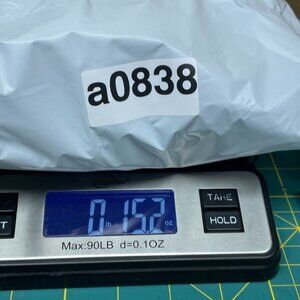 a0838
0 lb 15.2 oz
TARE
HOLD
Max:90LB d=0.1OZ